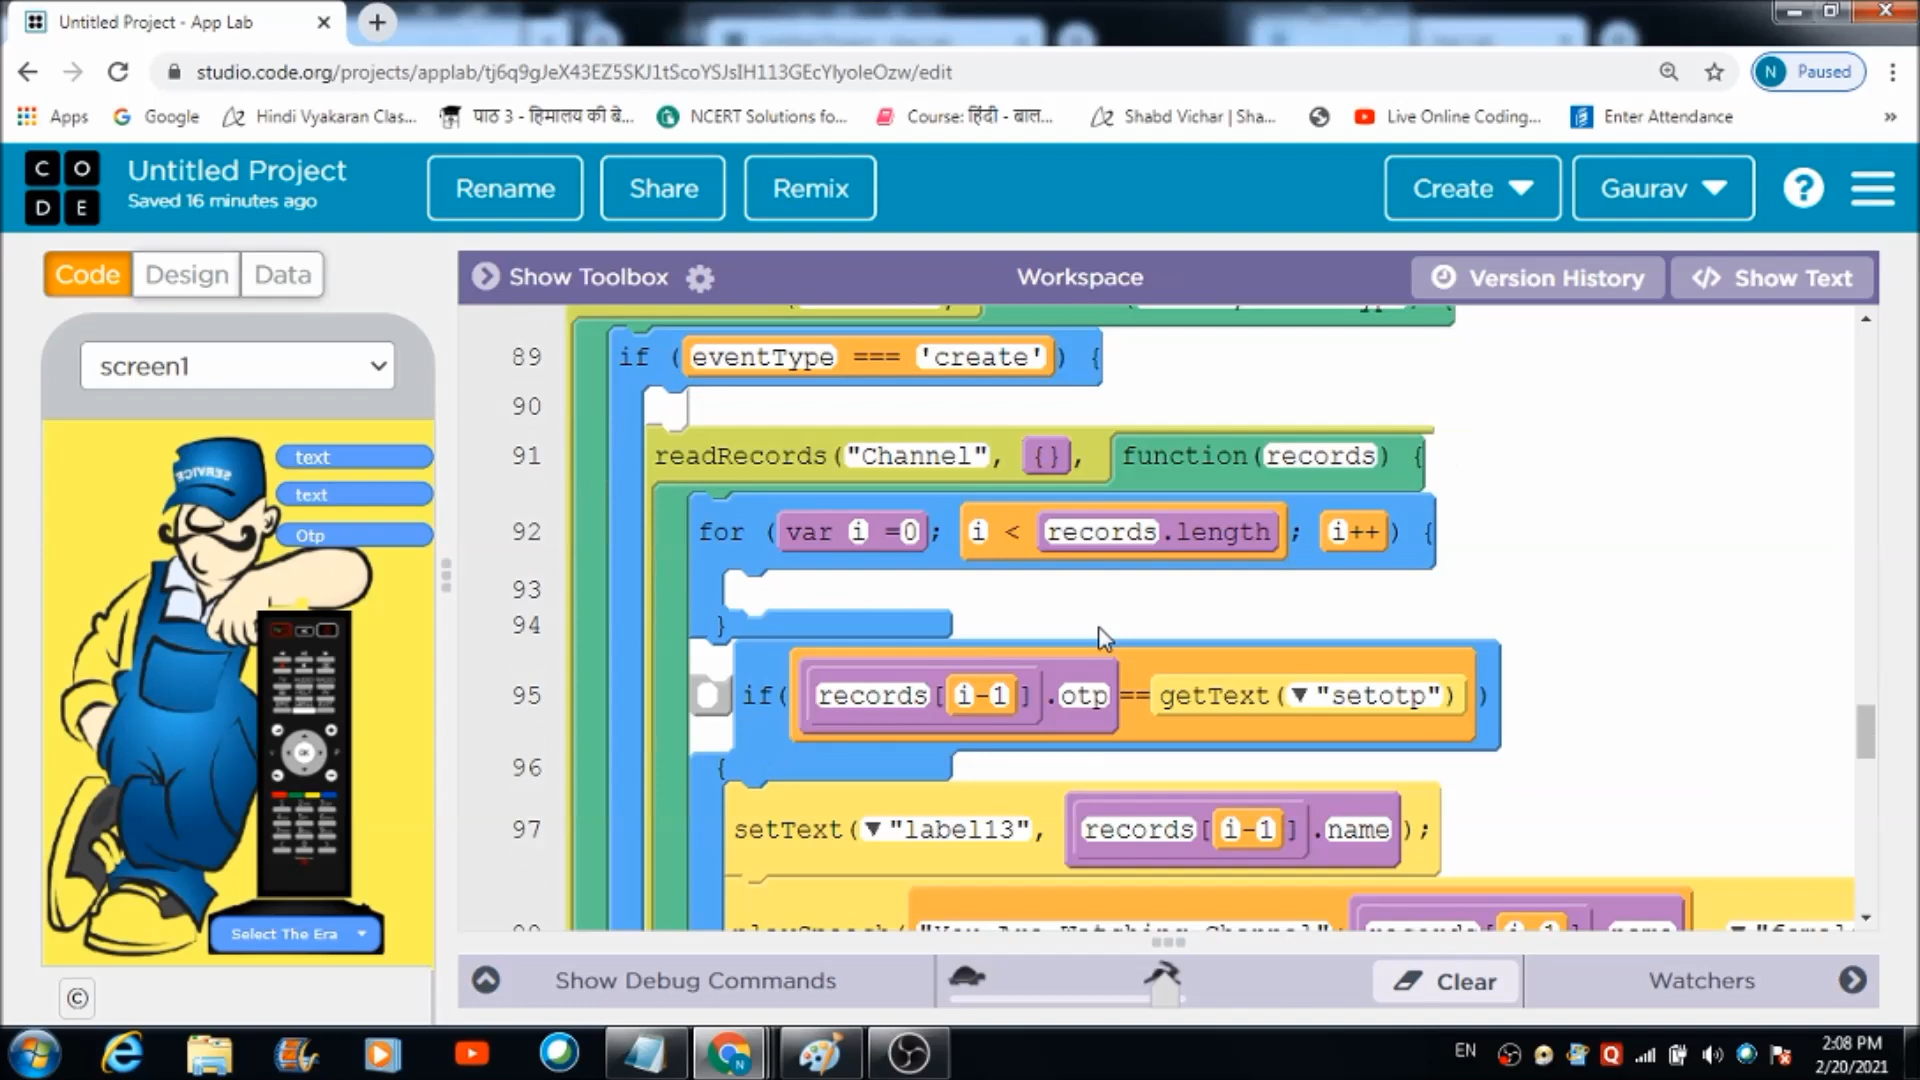 Untitled Project - App Lab
studio.code.org/projects/applab/tj6q9gJeX43EZ5SKJ1tScoYSJsIH113GEcYlyoleOzw/edit
N Paused
Apps Google Hindi Vyakaran Clas... पाठ 3 - हिमालय की बे... NCERT Solutions fo... Course: हिंदी - बाल... Shabd Vichar | Sha... Live Online Coding... Enter Attendance »
CODE
Untitled Project
Saved 16 minutes ago
Rename Share Remix Create Gaurav ?
Code Design Data
Show Toolbox Workspace Version History </> Show Text
screen1
SERVICE
text
text
Otp
OK
Select The Era
©
89 if (eventType === 'create') {
90
91 readRecords("Channel", {}, function(records) {
92 for (var i =0; i < records.length; i++) {
93
94 }
95 if( records[i-1].otp==getText("setotp") )
96 {
97 setText("label13", records[i-1].name);
Show Debug Commands Clear Watchers
EN 2:08 PM
2/20/2021